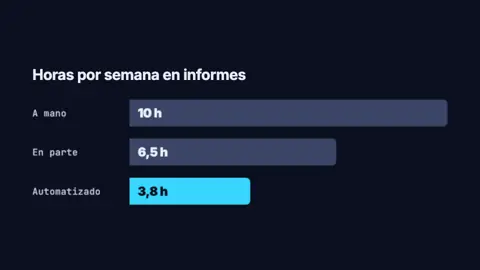 Horas por semana en informes
A mano
10 h
En parte
6,5 h
Automatizado
3,8 h